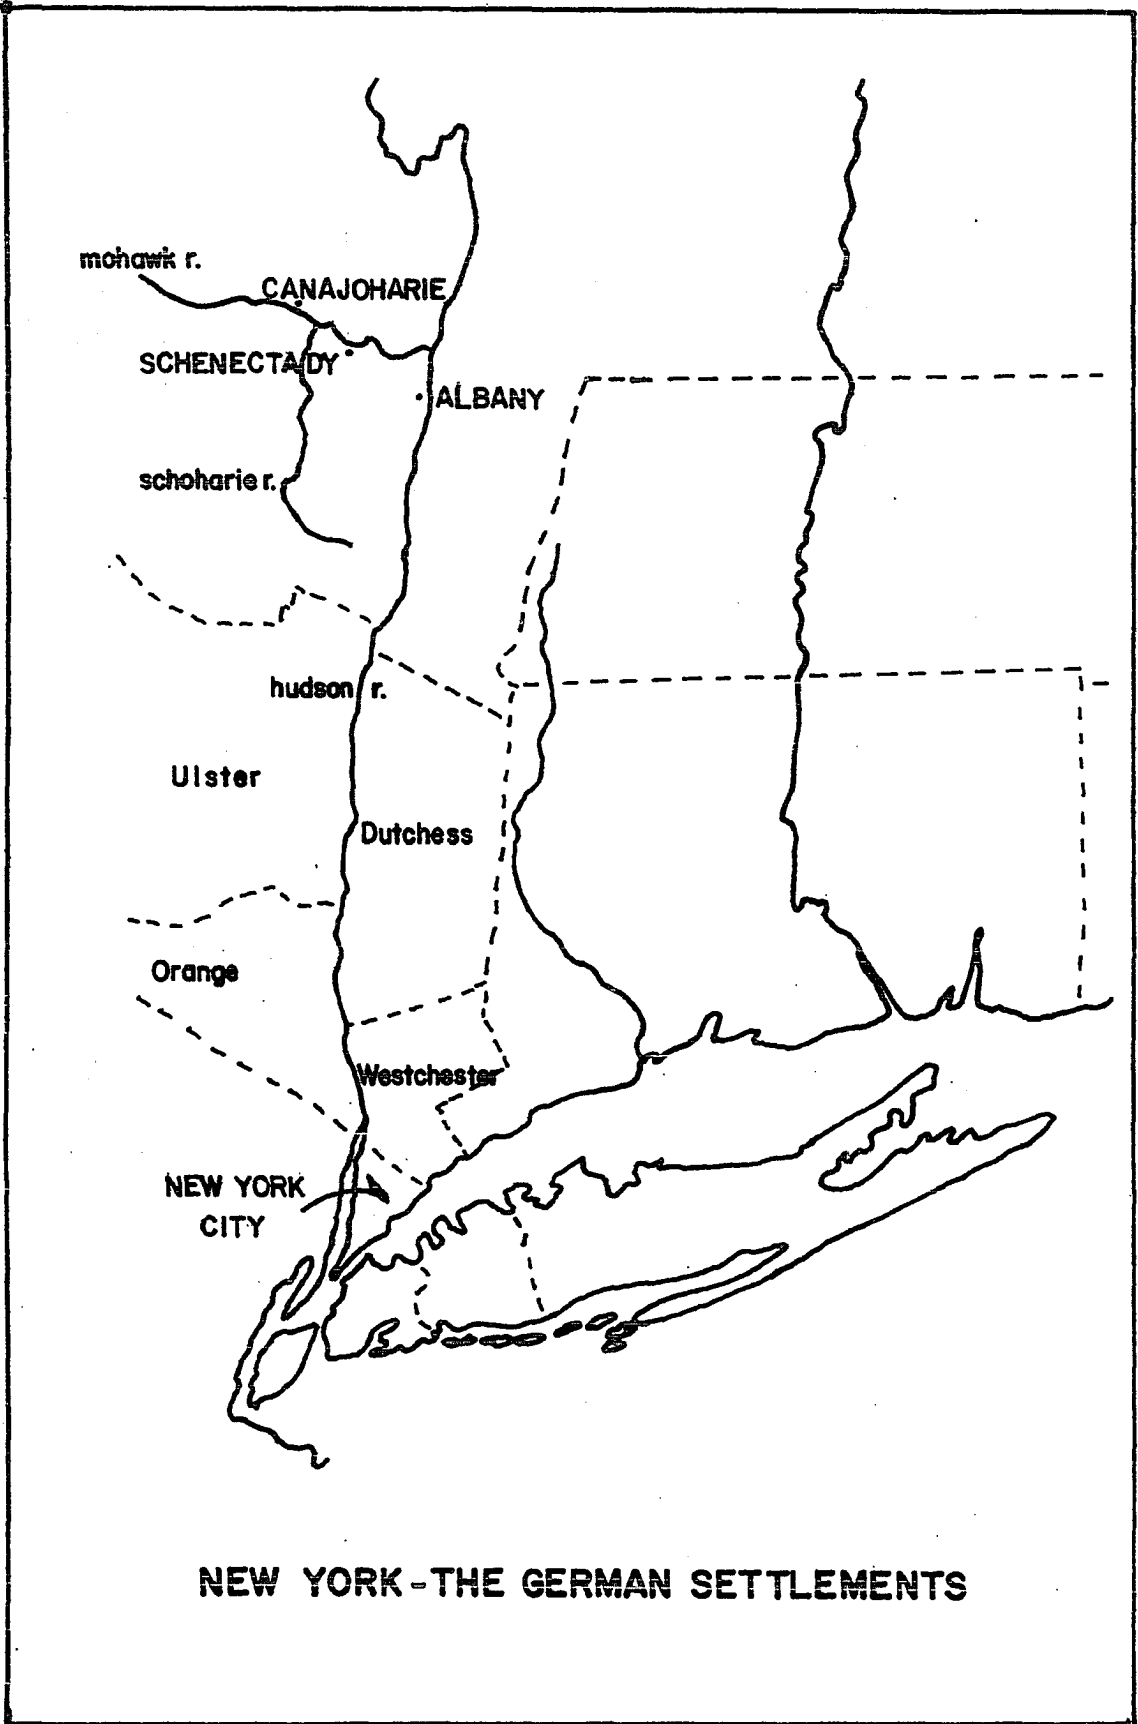 mohawk r.
CANAJOHARIE
SCHENECTADY
ALBANY
schoharie r.
hudson r.
Ulster
Dutchess
Orange
Westchester
NEW YORK
CITY
NEW YORK - THE GERMAN SETTLEMENTS